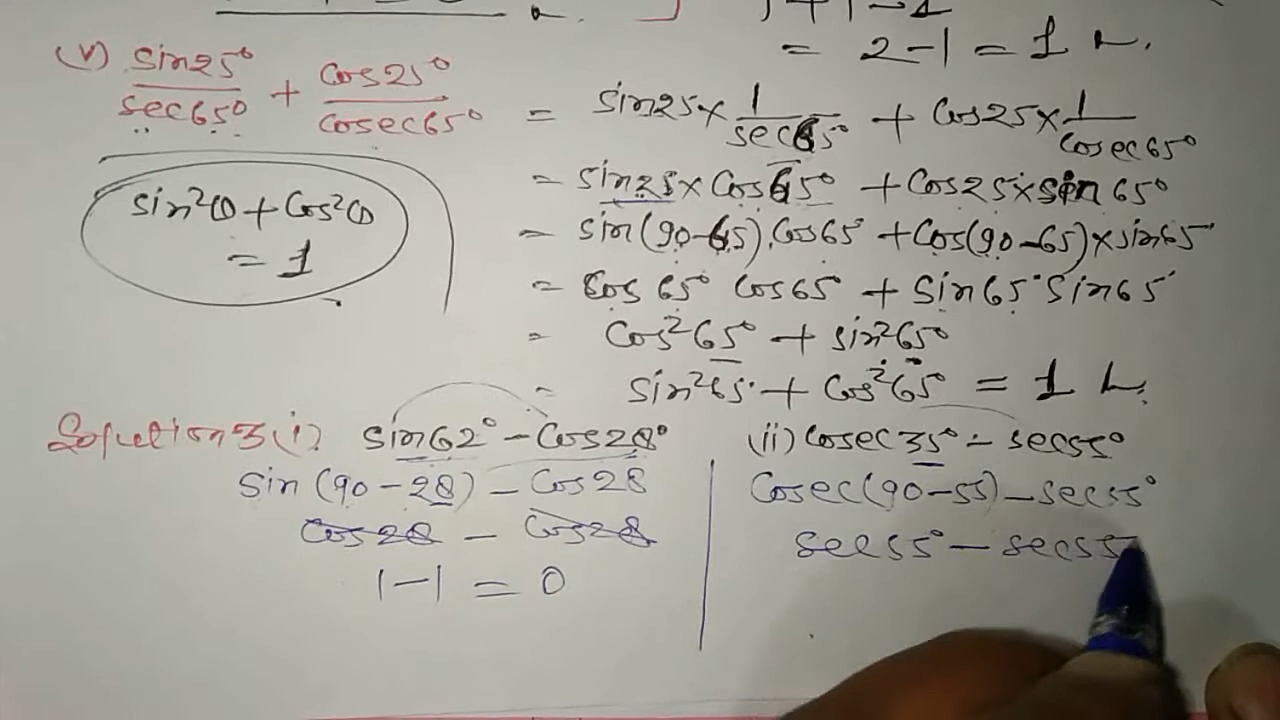 = 2-1 = 1
(v) sin25°/sec65° + cos25°/cosec65° = sin25×1/sec65° + cos25×1/cosec65°
= sin25×cos65° + cos25×sin65°
= sin(90-65).cos65° + cos(90-65)×sin65°
= cos65° cos65° + sin65° sin65°
= cos²65° + sin²65°
= sin²65° + cos²65° = 1
sin²θ + cos²θ
= 1
Solution 3(i) sin62° - cos28°
sin(90-28) - cos28
cos28 - cos28
1-1 = 0
(ii) cosec35° - sec55°
cosec(90-55) - sec55°
sec55° - sec55